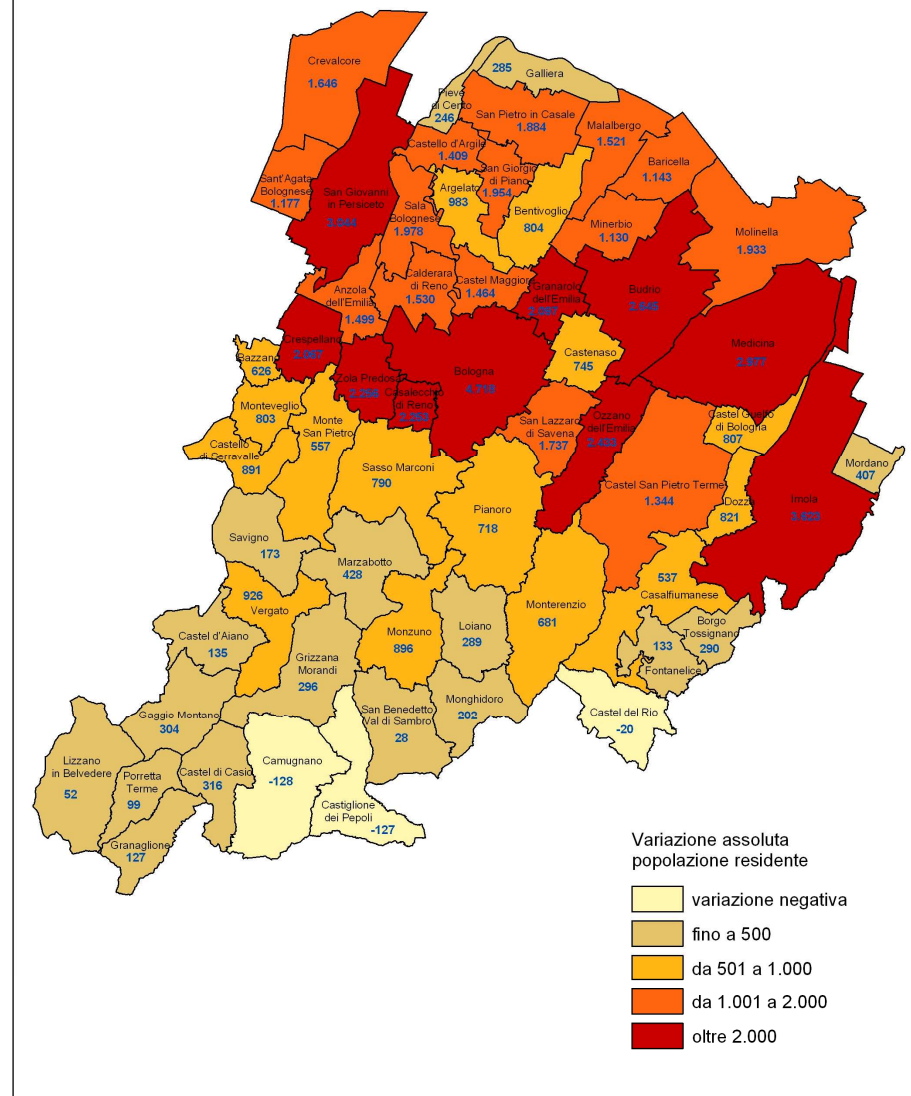 Crevalcore
1.646
285
Galliera
Pieve
di Cento
246
San Pietro in Casale
1.884
Malalbergo
1.521
Castello d'Argile
1.409
Baricella
1.143
Sant'Agata
Bolognese
1.177
San Giovanni
in Persiceto
San Giorgio
di Piano
1.954
Argelato
983
Sala
Bolognese
1.978
Bentivoglio
804
Minerbio
1.130
Molinella
1.933
Anzola
dell'Emilia
1.499
Calderara
di Reno
1.530
Castel Maggiore
1.464
Granarolo
dell'Emilia
Budrio
Crespellano
Medicina
Bazzano
626
Castenaso
745
Zola Predosa
Casalecchio
di Reno
Bologna
Monteveglio
803
Monte
San Pietro
557
San Lazzaro
di Savena
1.737
Ozzano
dell'Emilia
Castel Guelfo
di Bologna
807
Castello
di Serravalle
891
Sasso Marconi
790
Mordano
407
Castel San Pietro Terme
1.344
Dozza
821
Imola
Pianoro
718
Savigno
173
Marzabotto
428
537
Casalfiumanese
926
Vergato
Monterenzio
681
Borgo
Tossignano
290
Castel d'Aiano
135
Monzuno
896
Loiano
289
133
Fontanelice
Grizzana
Morandi
296
Gaggio Montano
304
San Benedetto
Val di Sambro
28
Monghidoro
202
Castel del Rio
-20
Lizzano
in Belvedere
52
Porretta
Terme
99
Castel di Casio
316
Camugnano
-128
Castiglione
dei Pepoli
-127
Granaglione
127
Variazione assoluta
popolazione residente
variazione negativa
fino a 500
da 501 a 1.000
da 1.001 a 2.000
oltre 2.000